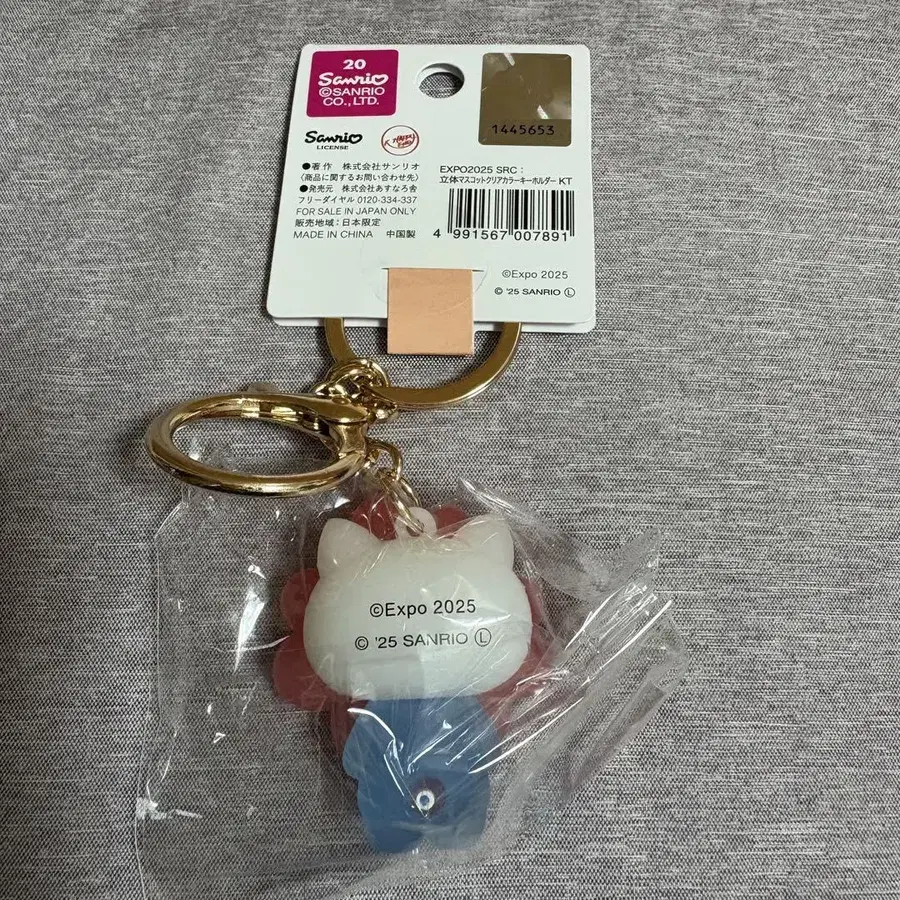 20
Sanrio
©SANRIO
CO.,LTD.
1445653
Sanrio
LICENSE
●著作 株式会社サンリオ
(商品に関するお問い合わせ先)
●発売元 株式会社あすなろ舎
フリーダイヤル 0120-334-337
FOR SALE IN JAPAN ONLY
販売地域:日本限定
MADE IN CHINA 中国製
EXPO2025 SRC:
立体マスコットクリアカラーキーホルダー KT
4 991567 007891
©Expo 2025
© '25 SANRIO Ⓛ
©Expo 2025
© '25 SANRIO Ⓛ